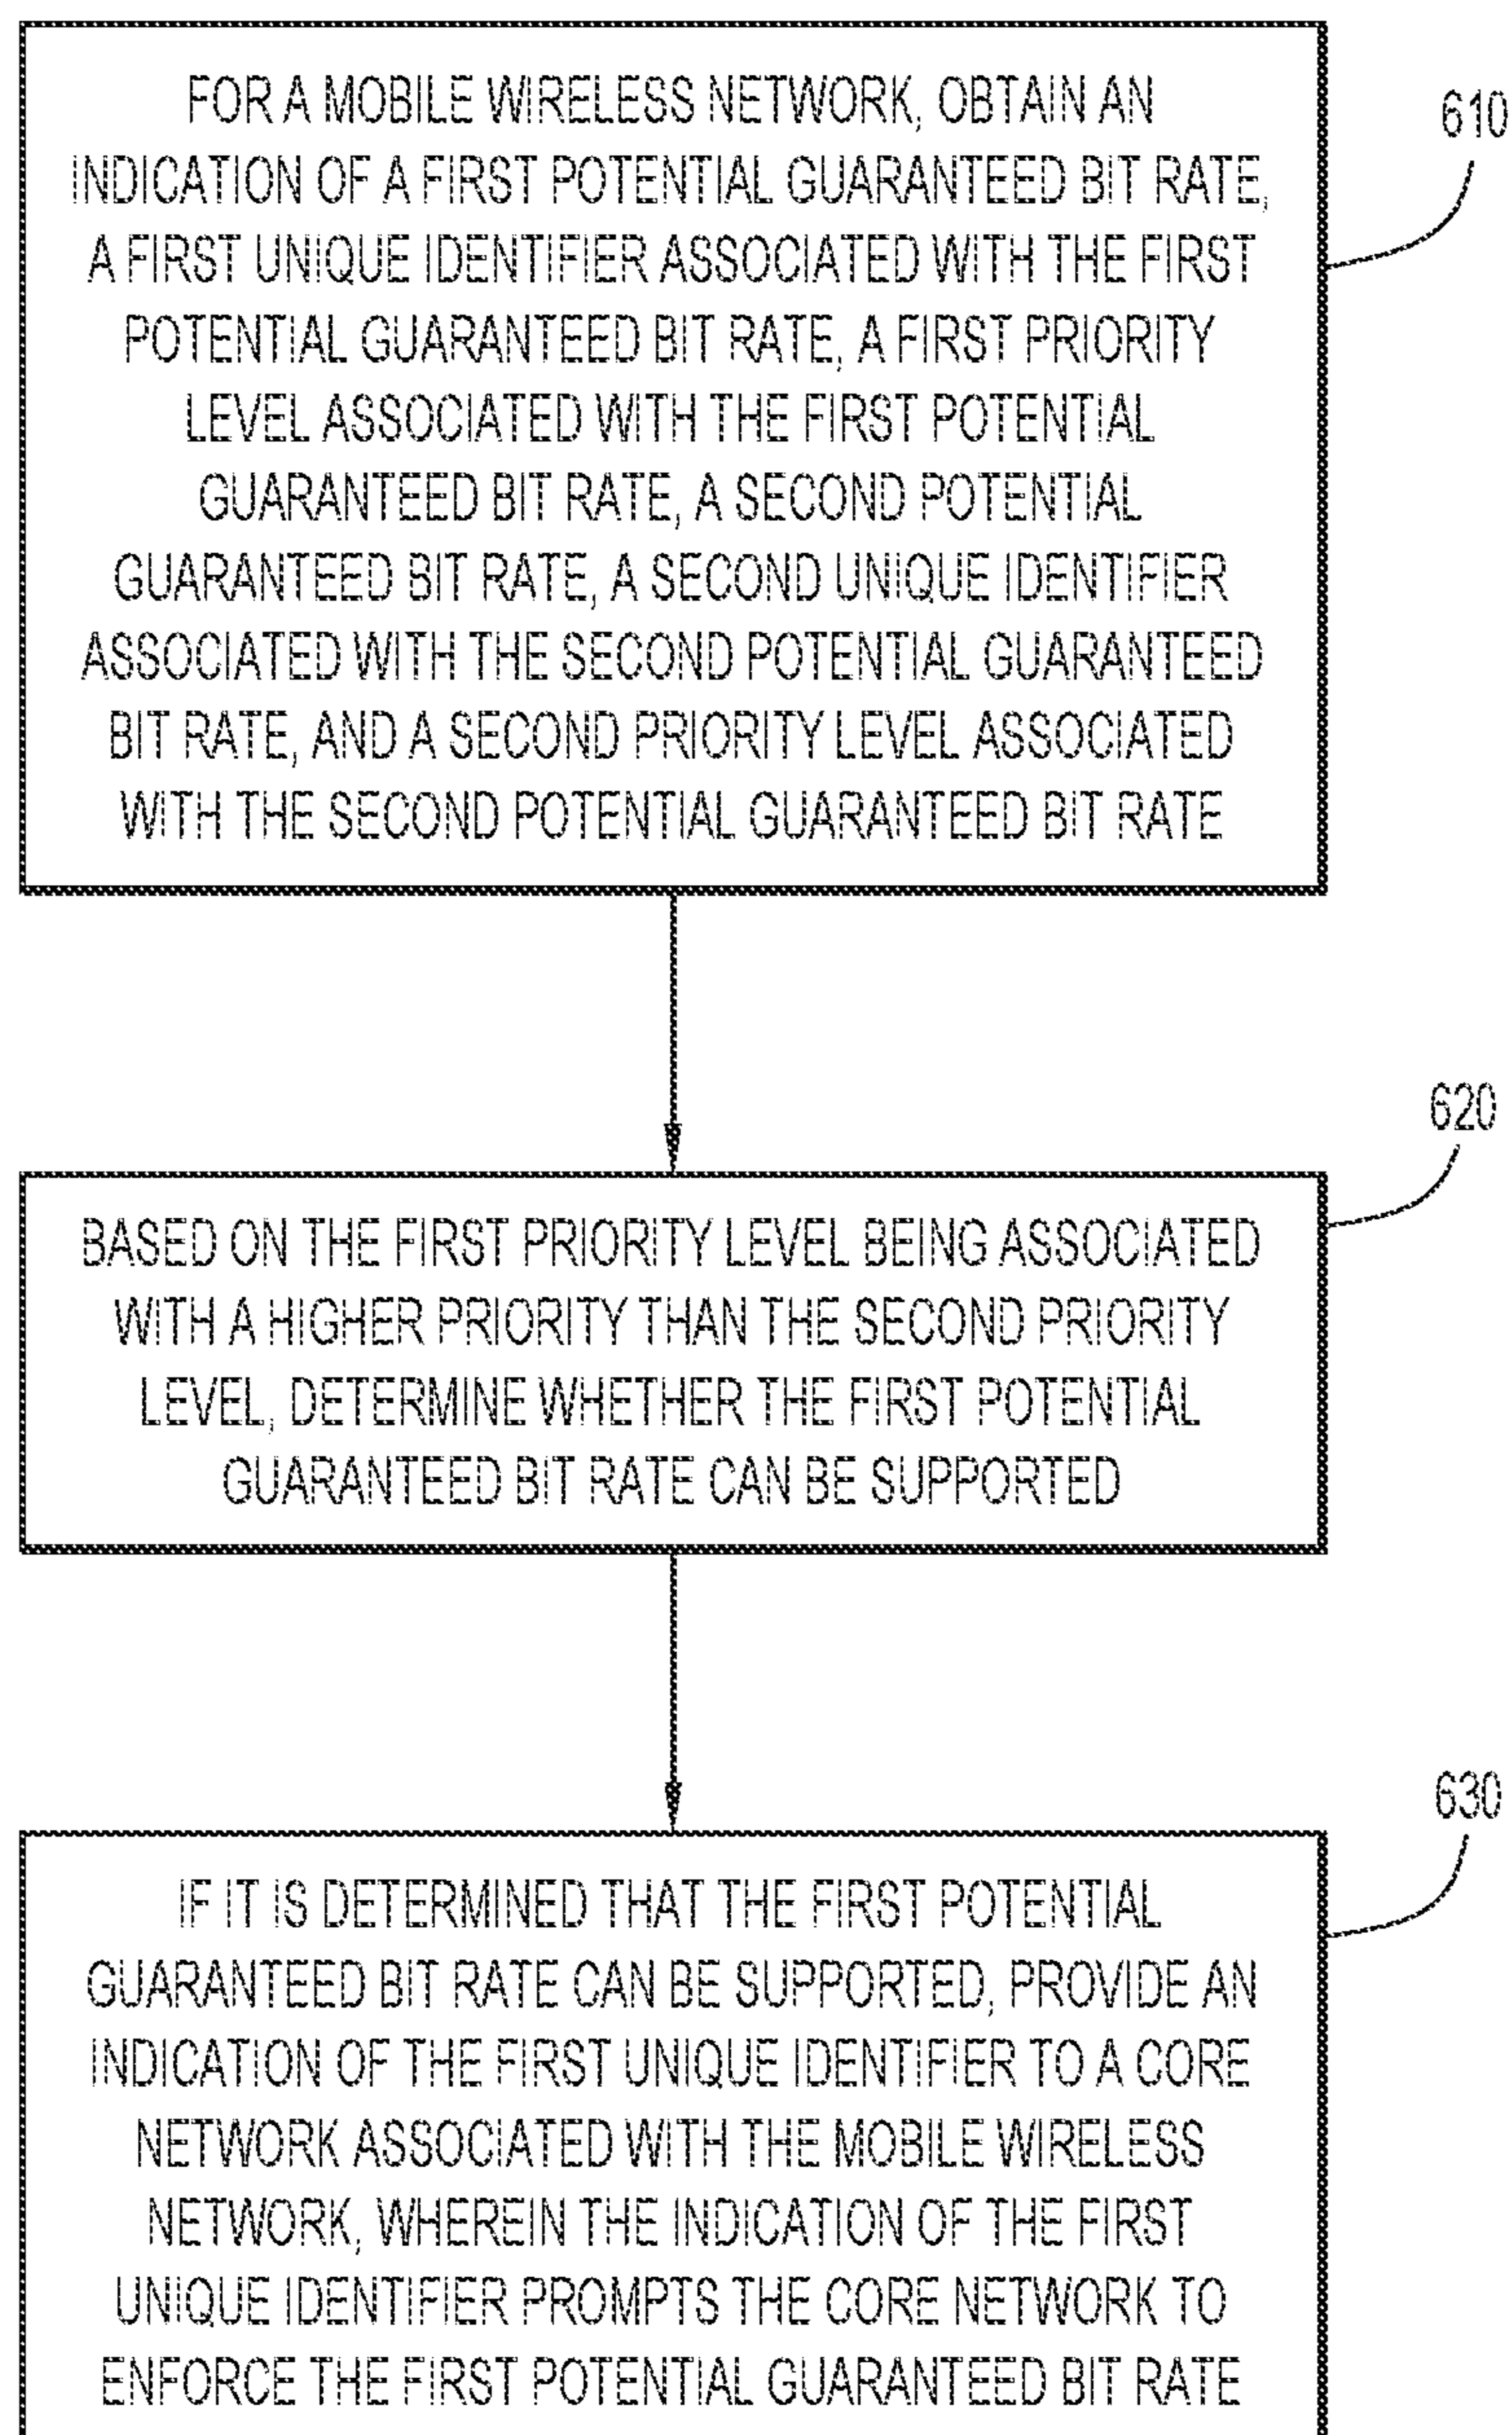 FOR A MOBILE WIRELESS NETWORK, OBTAIN AN
INDICATION OF A FIRST POTENTIAL GUARANTEED BIT RATE,
A FIRST UNIQUE IDENTIFIER ASSOCIATED WITH THE FIRST
POTENTIAL GUARANTEED BIT RATE, A FIRST PRIORITY
LEVEL ASSOCIATED WITH THE FIRST POTENTIAL
GUARANTEED BIT RATE, A SECOND POTENTIAL
GUARANTEED BIT RATE, A SECOND UNIQUE IDENTIFIER
ASSOCIATED WITH THE SECOND POTENTIAL GUARANTEED
BIT RATE, AND A SECOND PRIORITY LEVEL ASSOCIATED
WITH THE SECOND POTENTIAL GUARANTEED BIT RATE
610
BASED ON THE FIRST PRIORITY LEVEL BEING ASSOCIATED
WITH A HIGHER PRIORITY THAN THE SECOND PRIORITY
LEVEL, DETERMINE WHETHER THE FIRST POTENTIAL
GUARANTEED BIT RATE CAN BE SUPPORTED
620
IF IT IS DETERMINED THAT THE FIRST POTENTIAL
GUARANTEED BIT RATE CAN BE SUPPORTED, PROVIDE AN
INDICATION OF THE FIRST UNIQUE IDENTIFIER TO A CORE
NETWORK ASSOCIATED WITH THE MOBILE WIRELESS
NETWORK, WHEREIN THE INDICATION OF THE FIRST
UNIQUE IDENTIFIER PROMPTS THE CORE NETWORK TO
ENFORCE THE FIRST POTENTIAL GUARANTEED BIT RATE
630